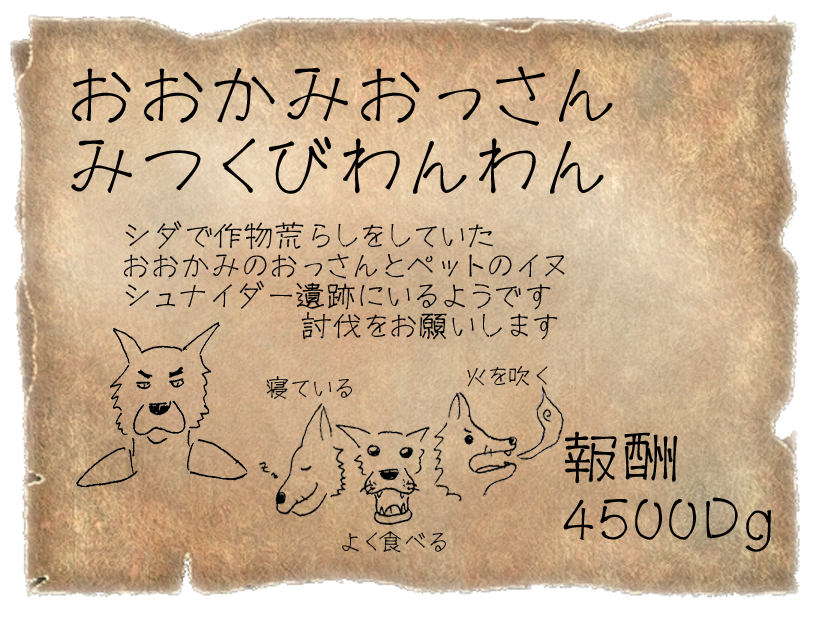 おおかみおっさん
みつくびわんわん
シダで作物荒らしをしていた
おおかみのおっさんとペットのイヌ
シュナイダー遺跡にいるようです
討伐をお願いします
寝ている
火を吹く
よく食べる
報酬
4500Dg